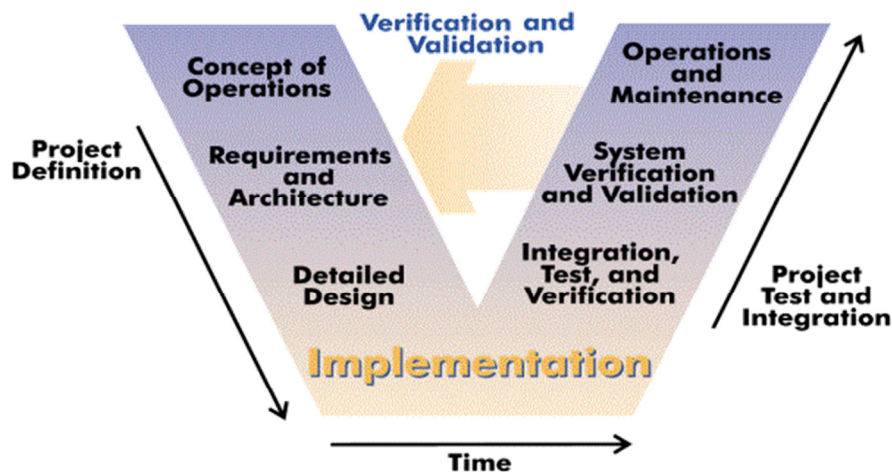 Verification and
Validation
Concept of
Operations
Operations
and
Maintenance
Project
Definition
Requirements
and
Architecture
System
Verification
and Validation
Detailed
Design
Integration,
Test, and
Verification
Project
Test and
Integration
Implementation
Time